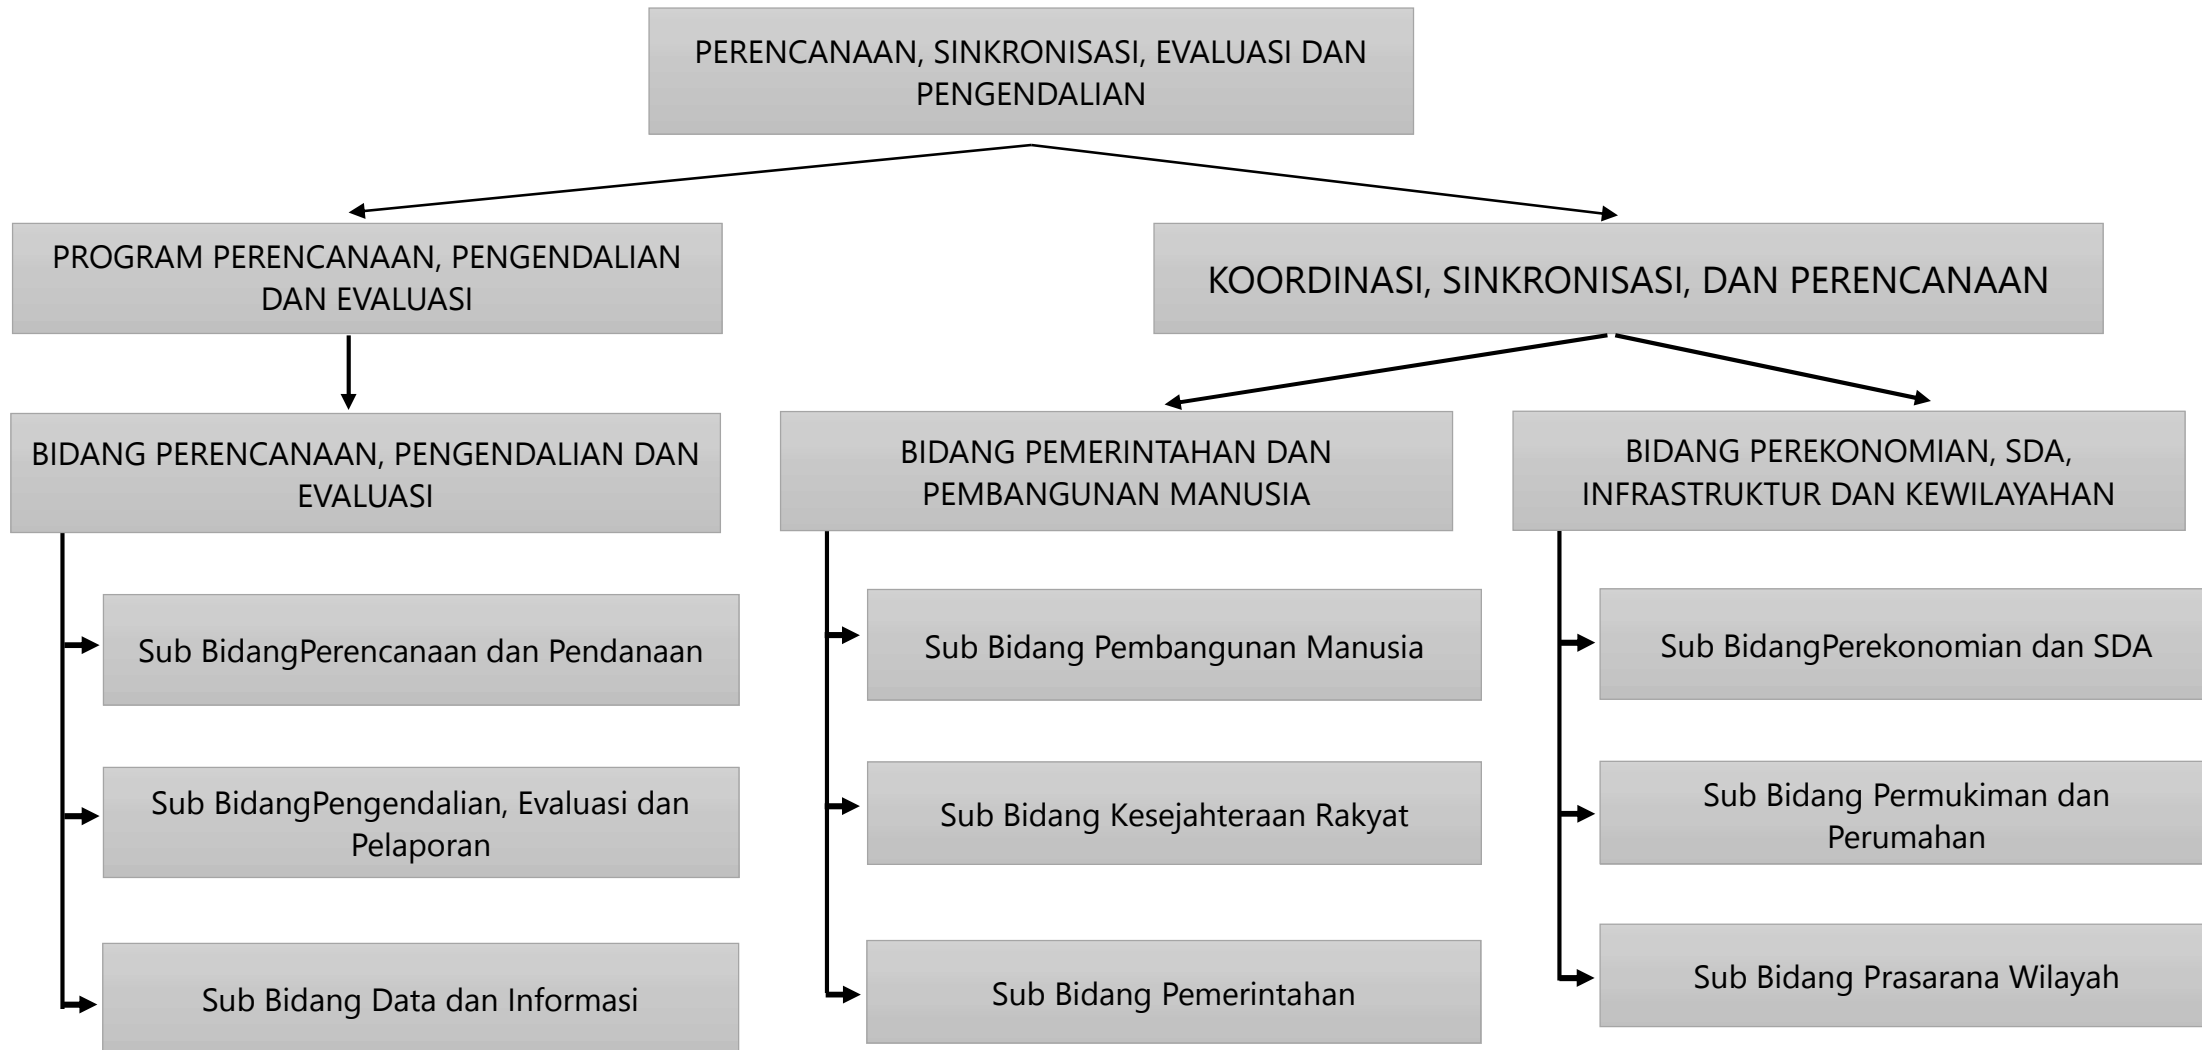 PERENCANAAN, SINKRONISASI, EVALUASI DAN
PENGENDALIAN
PROGRAM PERENCANAAN, PENGENDALIAN
DAN EVALUASI
KOORDINASI, SINKRONISASI, DAN PERENCANAAN
BIDANG PERENCANAAN, PENGENDALIAN DAN
EVALUASI
BIDANG PEMERINTAHAN DAN
PEMBANGUNAN MANUSIA
BIDANG PEREKONOMIAN, SDA,
INFRASTRUKTUR DAN KEWILAYAHAN
Sub BidangPerencanaan dan Pendanaan
Sub BidangPengendalian, Evaluasi dan
Pelaporan
Sub Bidang Data dan Informasi
Sub Bidang Pembangunan Manusia
Sub Bidang Kesejahteraan Rakyat
Sub Bidang Pemerintahan
Sub BidangPerekonomian dan SDA
Sub Bidang Permukiman dan
Perumahan
Sub Bidang Prasarana Wilayah